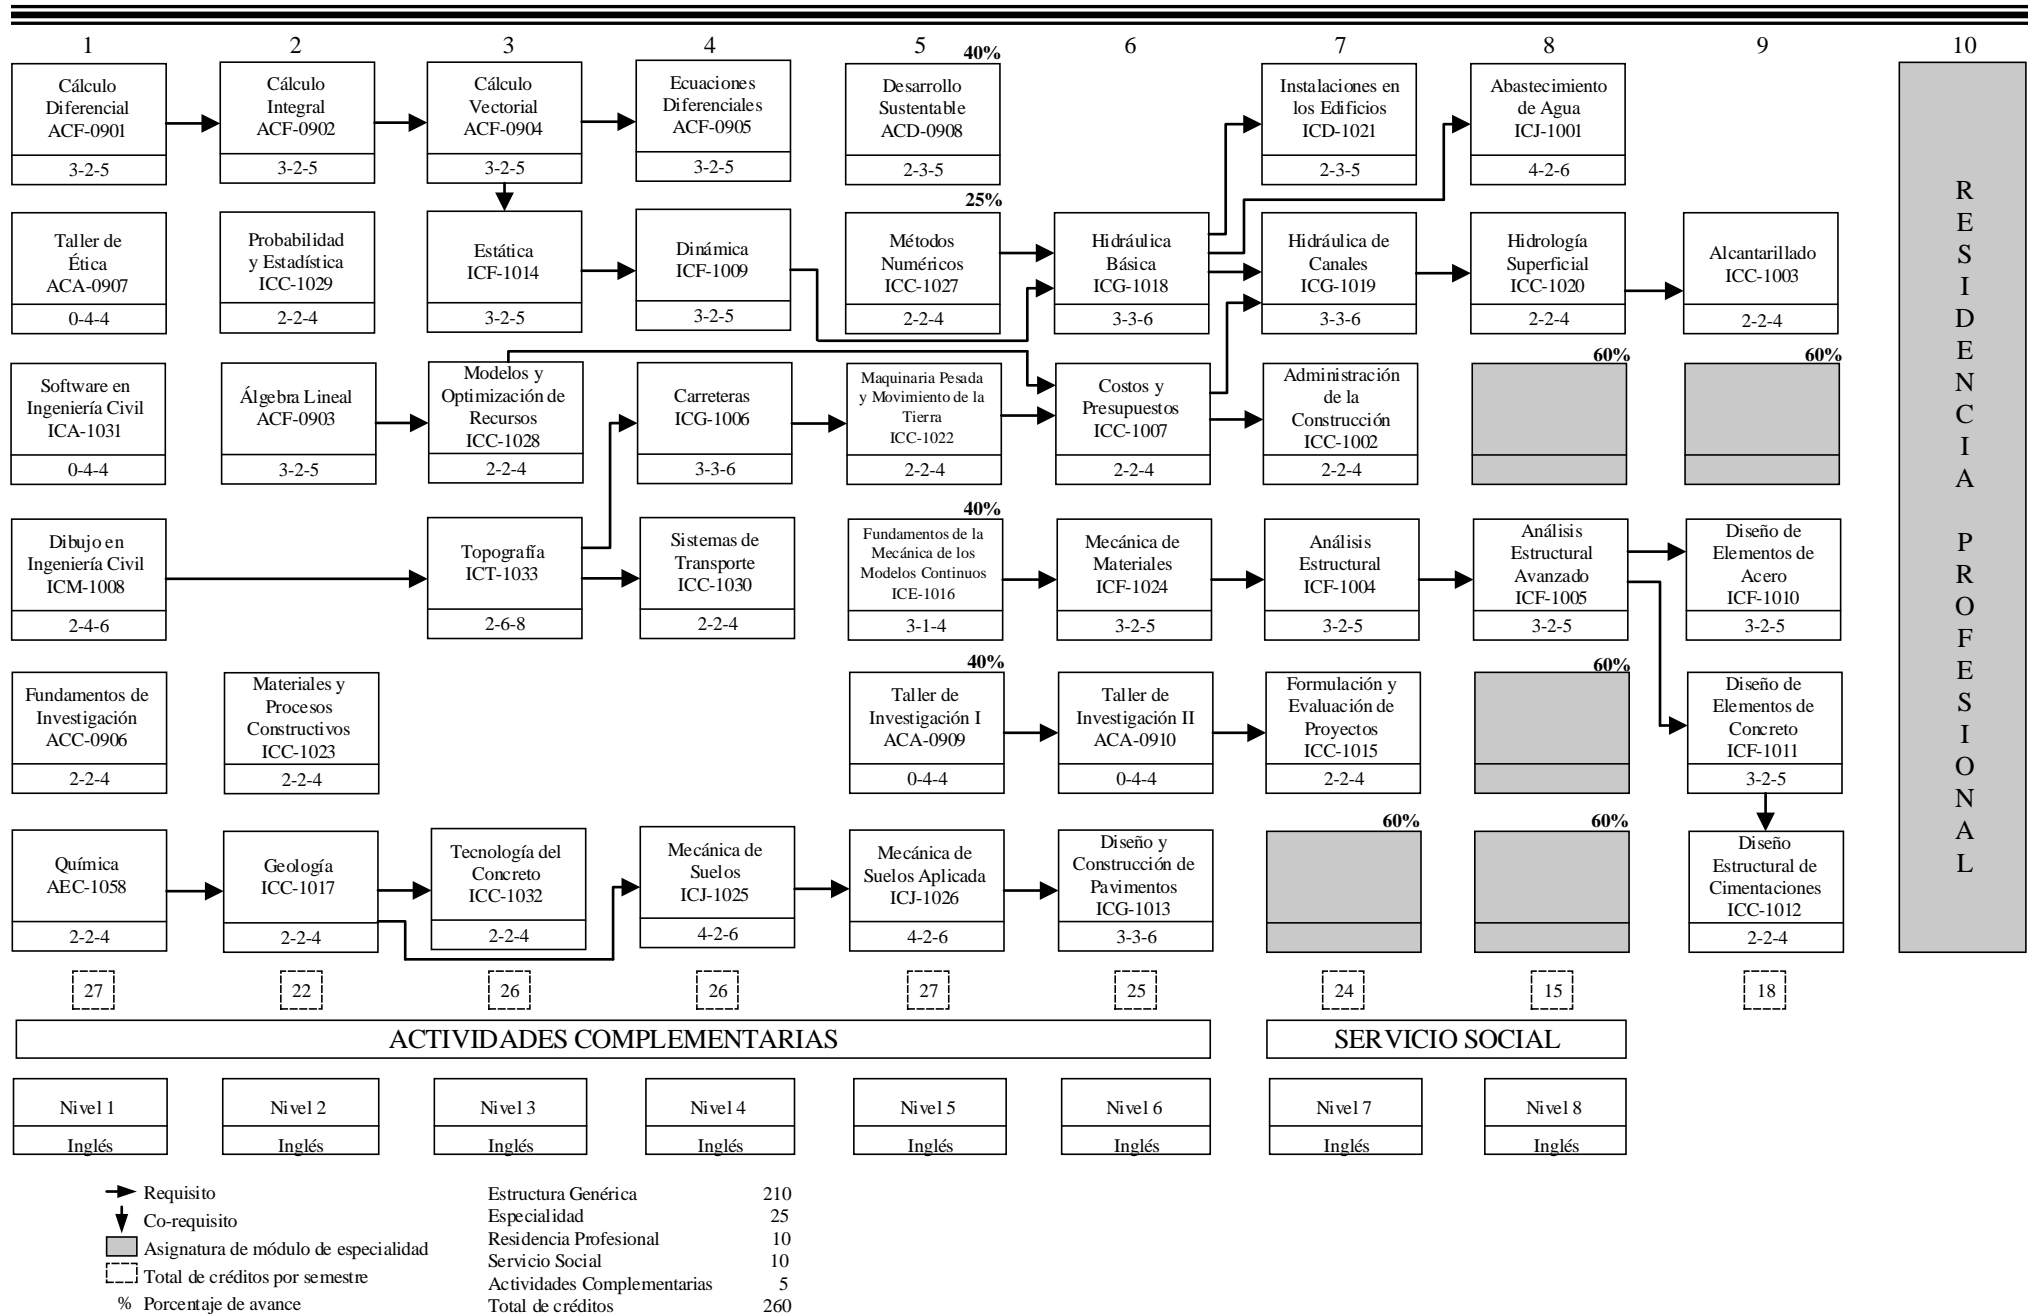 1
2
3
4
5
6
7
8
9
10
40%
Cálculo
Diferencial
ACF-0901
3-2-5
Cálculo
Integral
ACF-0902
3-2-5
Cálculo
Vectorial
ACF-0904
3-2-5
Ecuaciones
Diferenciales
ACF-0905
3-2-5
Desarrollo
Sustentable
ACD-0908
2-3-5
Instalaciones en
los Edificios
ICD-1021
2-3-5
Abastecimiento
de Agua
ICJ-1001
4-2-6
25%
Taller de
Ética
ACA-0907
0-4-4
Probabilidad
y Estadística
ICC-1029
2-2-4
Estática
ICF-1014
3-2-5
Dinámica
ICF-1009
3-2-5
Métodos
Numéricos
ICC-1027
2-2-4
Hidráulica
Básica
ICG-1018
3-3-6
Hidráulica de
Canales
ICG-1019
3-3-6
Hidrología
Superficial
ICC-1020
2-2-4
Alcantarillado
ICC-1003
2-2-4
60%
60%
Software en
Ingeniería Civil
ICA-1031
0-4-4
Álgebra Lineal
ACF-0903
3-2-5
Modelos y
Optimización de
Recursos
ICC-1028
2-2-4
Carreteras
ICG-1006
3-3-6
Maquinaria Pesada
y Movimiento de la
Tierra
ICC-1022
2-2-4
Costos y
Presupuestos
ICC-1007
2-2-4
Administración
de la
Construcción
ICC-1002
2-2-4
40%
Dibujo en
Ingeniería Civil
ICM-1008
2-4-6
Topografía
ICT-1033
2-6-8
Sistemas de
Transporte
ICC-1030
2-2-4
Fundamentos de la
Mecánica de los
Modelos Continuos
ICE-1016
3-1-4
Mecánica de
Materiales
ICF-1024
3-2-5
Análisis
Estructural
ICF-1004
3-2-5
Análisis
Estructural
Avanzado
ICF-1005
3-2-5
Diseño de
Elementos de
Acero
ICF-1010
3-2-5
40%
60%
Fundamentos de
Investigación
ACC-0906
2-2-4
Materiales y
Procesos
Constructivos
ICC-1023
2-2-4
Taller de
Investigación I
ACA-0909
0-4-4
Taller de
Investigación II
ACA-0910
0-4-4
Formulación y
Evaluación de
Proyectos
ICC-1015
2-2-4
Diseño de
Elementos de
Concreto
ICF-1011
3-2-5
60%
60%
Química
AEC-1058
2-2-4
Geología
ICC-1017
2-2-4
Tecnología del
Concreto
ICC-1032
2-2-4
Mecánica de
Suelos
ICJ-1025
4-2-6
Mecánica de
Suelos Aplicada
ICJ-1026
4-2-6
Diseño y
Construcción de
Pavimentos
ICG-1013
3-3-6
Diseño
Estructural de
Cimentaciones
ICC-1012
2-2-4
RESIDENCIA PROFESIONAL
27
22
26
26
27
25
24
15
18
ACTIVIDADES COMPLEMENTARIAS
SERVICIO SOCIAL
Nivel 1
Inglés
Nivel 2
Inglés
Nivel 3
Inglés
Nivel 4
Inglés
Nivel 5
Inglés
Nivel 6
Inglés
Nivel 7
Inglés
Nivel 8
Inglés
Requisito
Co-requisito
Asignatura de módulo de especialidad
Total de créditos por semestre
% Porcentaje de avance
Estructura Genérica 210
Especialidad 25
Residencia Profesional 10
Servicio Social 10
Actividades Complementarias 5
Total de créditos 260